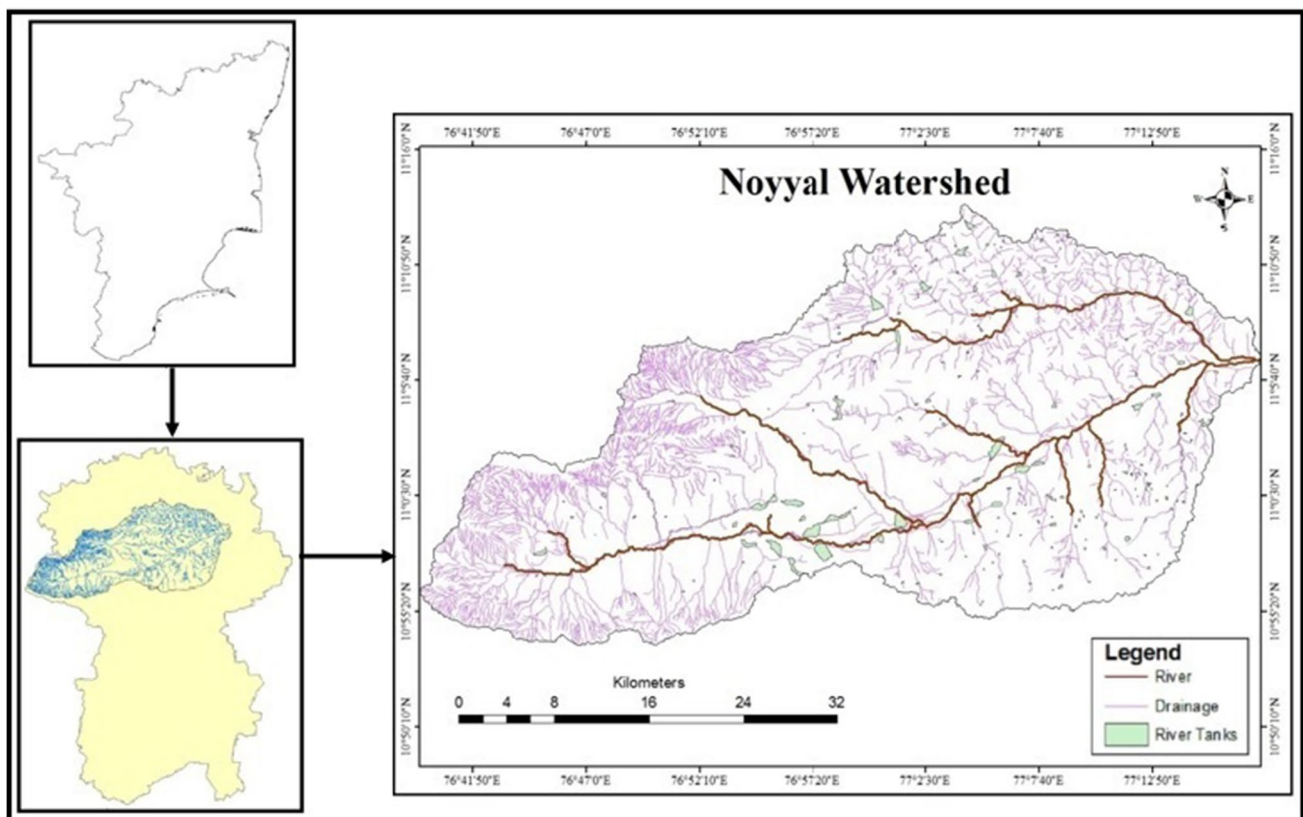 76°41'50"E 76°47'0"E 76°52'10"E 76°57'20"E 77°2'30"E 77°7'40"E 77°12'50"E
11°16'0"N 11°16'0"N
Noyyal Watershed
N
W E
S
11°10'50"N 11°10'50"N
11°5'40"N 11°5'40"N
11°0'30"N 11°0'30"N
10°55'20"N 10°55'20"N
Legend
River
Drainage
River Tanks
Kilometers
0 4 8 16 24 32
10°50'10"N 10°50'10"N
76°41'50"E 76°47'0"E 76°52'10"E 76°57'20"E 77°2'30"E 77°7'40"E 77°12'50"E